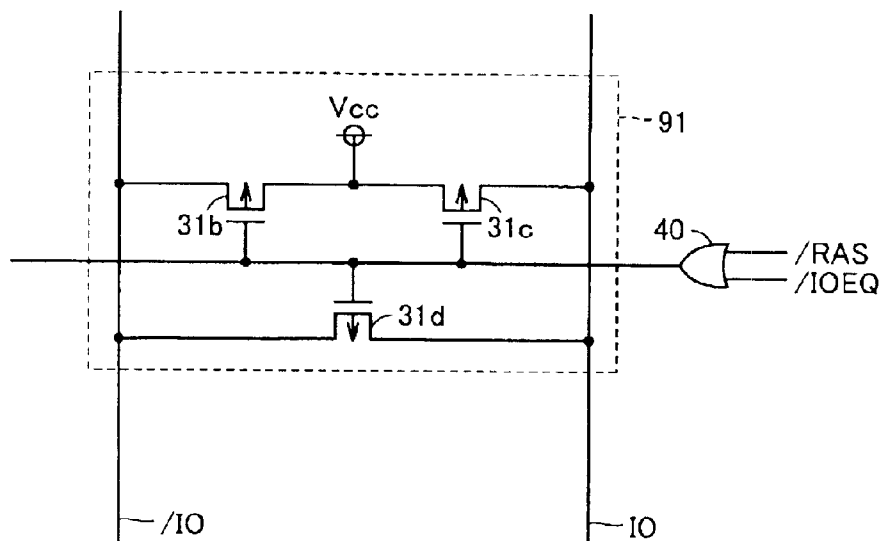 Vcc
91
31b
31c
40
/RAS
/IOEQ
31d
/IO
IO